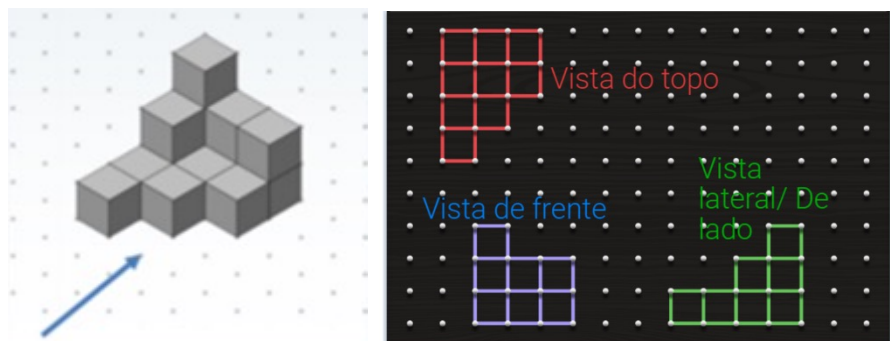 Vista do topo
Vista de frente
Vista
lateral/ De
lado